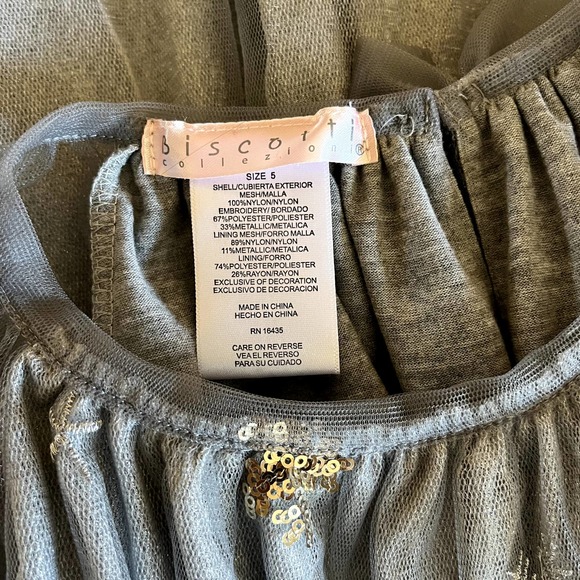 Biscotti
collezioni®
SIZE 5
SHELL/CUBIERTA EXTERIOR
MESH/MALLA
100%NYLON/NYLON
EMBROIDERY/ BORDADO
67%POLYESTER/POLIESTER
33%METALLIC/METALICA
LINING MESH/FORRO MALLA
89%NYLON/NYLON
11%METALLIC/METALICA
LINING/FORRO
74%POLYESTER/POLIESTER
26%RAYON/RAYON
EXCLUSIVE OF DECORATION
EXCLUSIVO DE DECORACION
MADE IN CHINA
HECHO EN CHINA
RN 16435
CARE ON REVERSE
VEA EL REVERSO
PARA SU CUIDADO